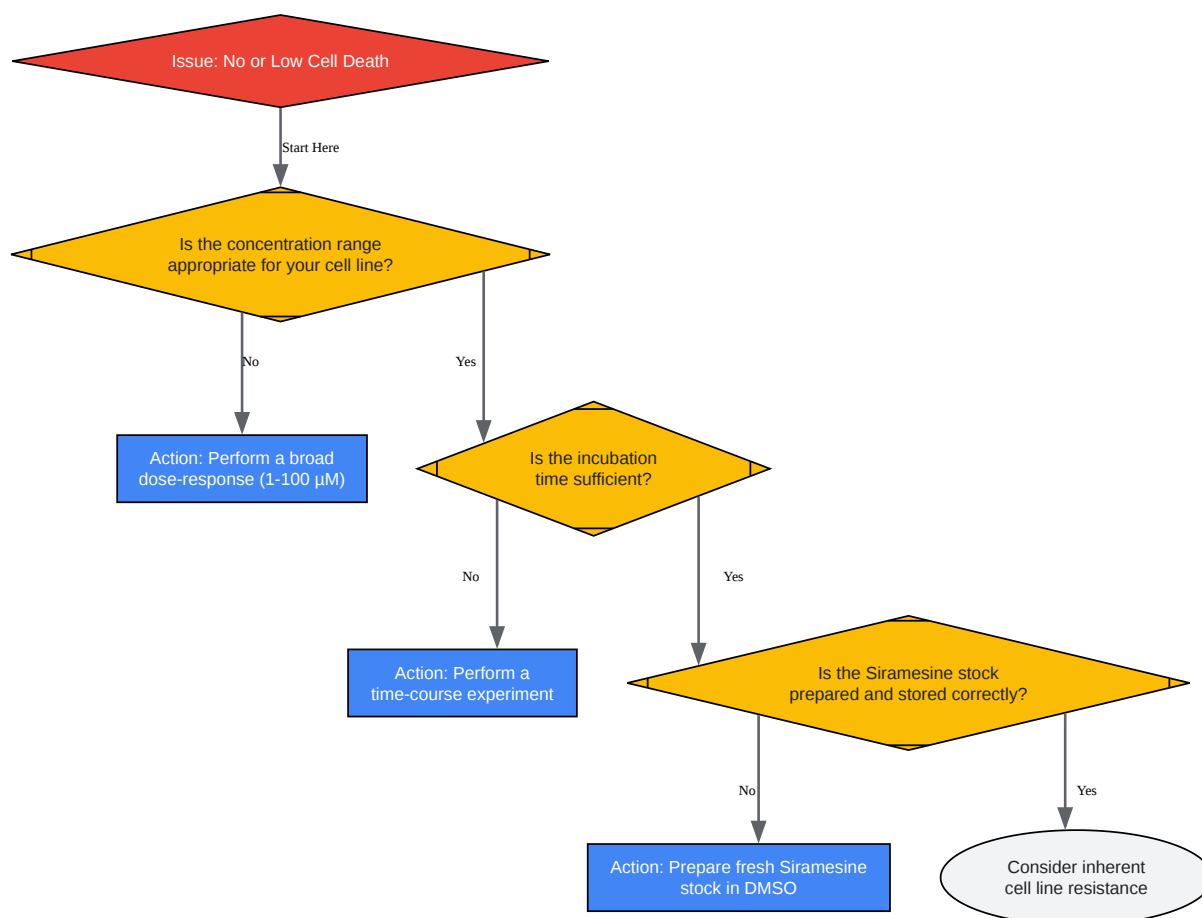 Issue: No or Low Cell Death
Start Here
Is the concentration range
appropriate for your cell line?
No
Yes
Action: Perform a broad
dose-response (1-100 µM)
Is the incubation
time sufficient?
No
Yes
Action: Perform a
time-course experiment
Is the Siramesine stock
prepared and stored correctly?
No
Yes
Action: Prepare fresh Siramesine
stock in DMSO
Consider inherent
cell line resistance